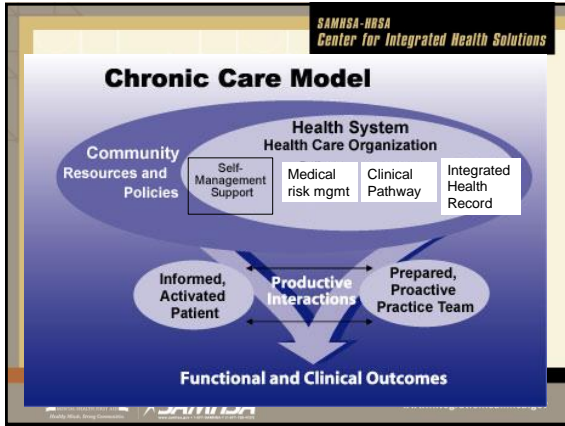 SAMHSA-HRSA
Center for Integrated Health Solutions
Chronic Care Model
Health System
Health Care Organization
Community
Resources and
Policies
Self-
Management
Support
Medical
risk mgmt
Clinical
Pathway
Integrated
Health
Record
Informed,
Activated
Patient
Productive
Interactions
Prepared,
Proactive
Practice Team
Functional and Clinical Outcomes
SAMHSA